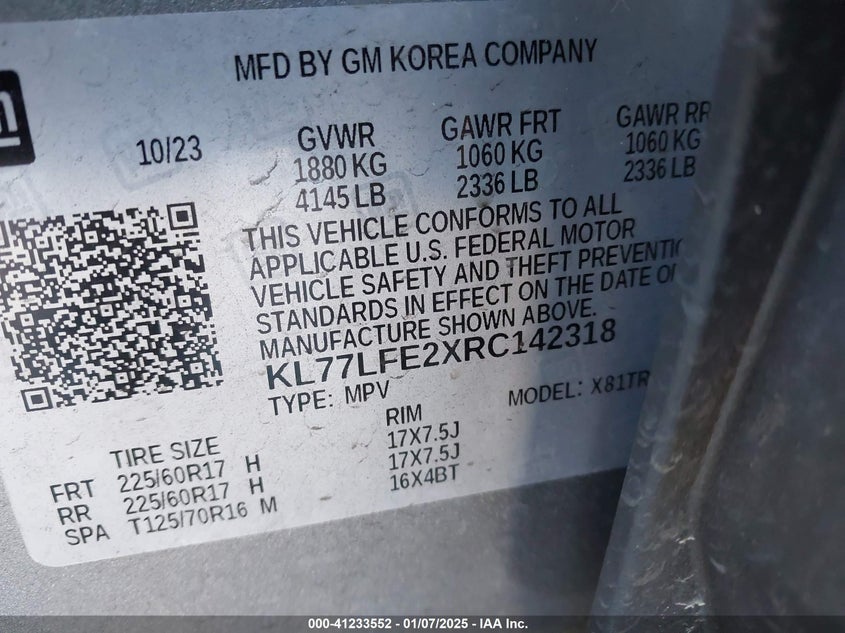 MFD BY GM KOREA COMPANY
10/23
GVWR GAWR FRT GAWR RR
1880 KG 1060 KG 1060 KG
4145 LB 2336 LB 2336 LB
THIS VEHICLE CONFORMS TO ALL
APPLICABLE U.S. FEDERAL MOTOR
VEHICLE SAFETY AND THEFT PREVENTIO
STANDARDS IN EFFECT ON THE DATE OF
MANUFACTURE SHOWN ABOVE.
KL77LFE2XRC142318
TYPE: MPV MODEL: X81TR
TIRE SIZE RIM
FRT 225/60R17 H 17X7.5J
RR 225/60R17 H 17X7.5J
SPA T125/70R16 M 16X4BT
000-41233552 - 01/07/2025 - IAA Inc.